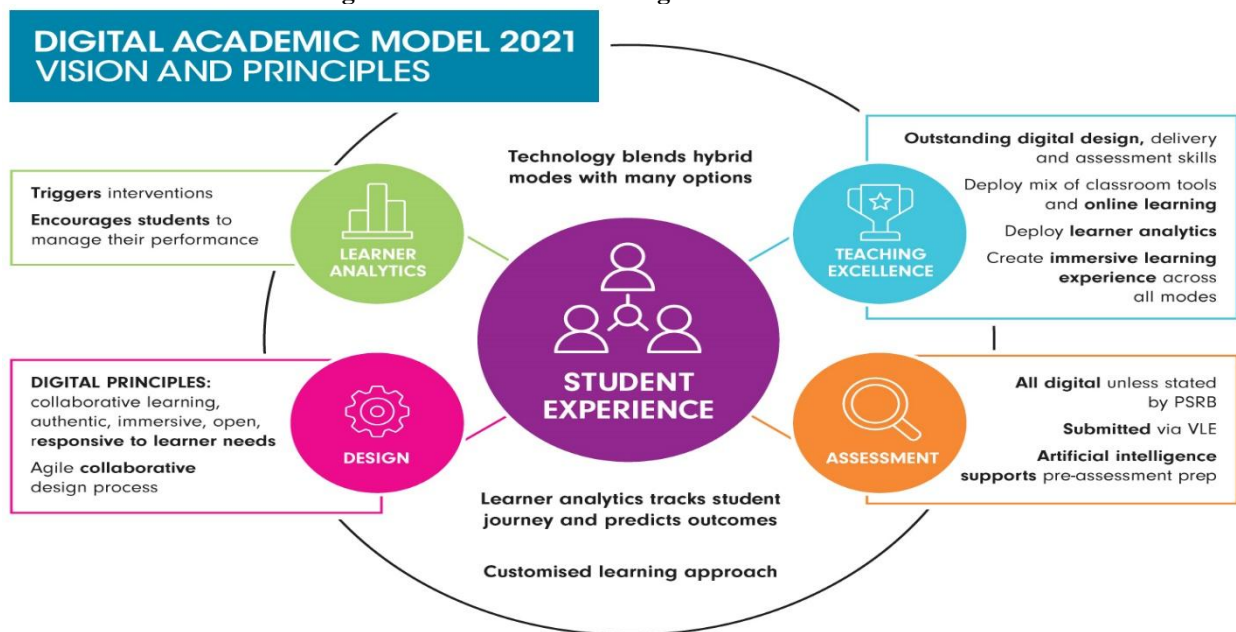 DIGITAL ACADEMIC MODEL 2021
VISION AND PRINCIPLES
Technology blends hybrid
modes with many options
Triggers interventions
Encourages students to
manage their performance
LEARNER
ANALYTICS
TEACHING
EXCELLENCE
Outstanding digital design, delivery
and assessment skills
Deploy mix of classroom tools
and online learning
Deploy learner analytics
Create immersive learning
experience across
all modes
STUDENT
EXPERIENCE
DIGITAL PRINCIPLES:
collaborative learning,
authentic, immersive, open,
responsive to learner needs
Agile collaborative
design process
DESIGN
ASSESSMENT
All digital unless stated
by PSRB
Submitted via VLE
Artificial intelligence
supports pre-assessment prep
Learner analytics tracks student
journey and predicts outcomes
Customised learning approach